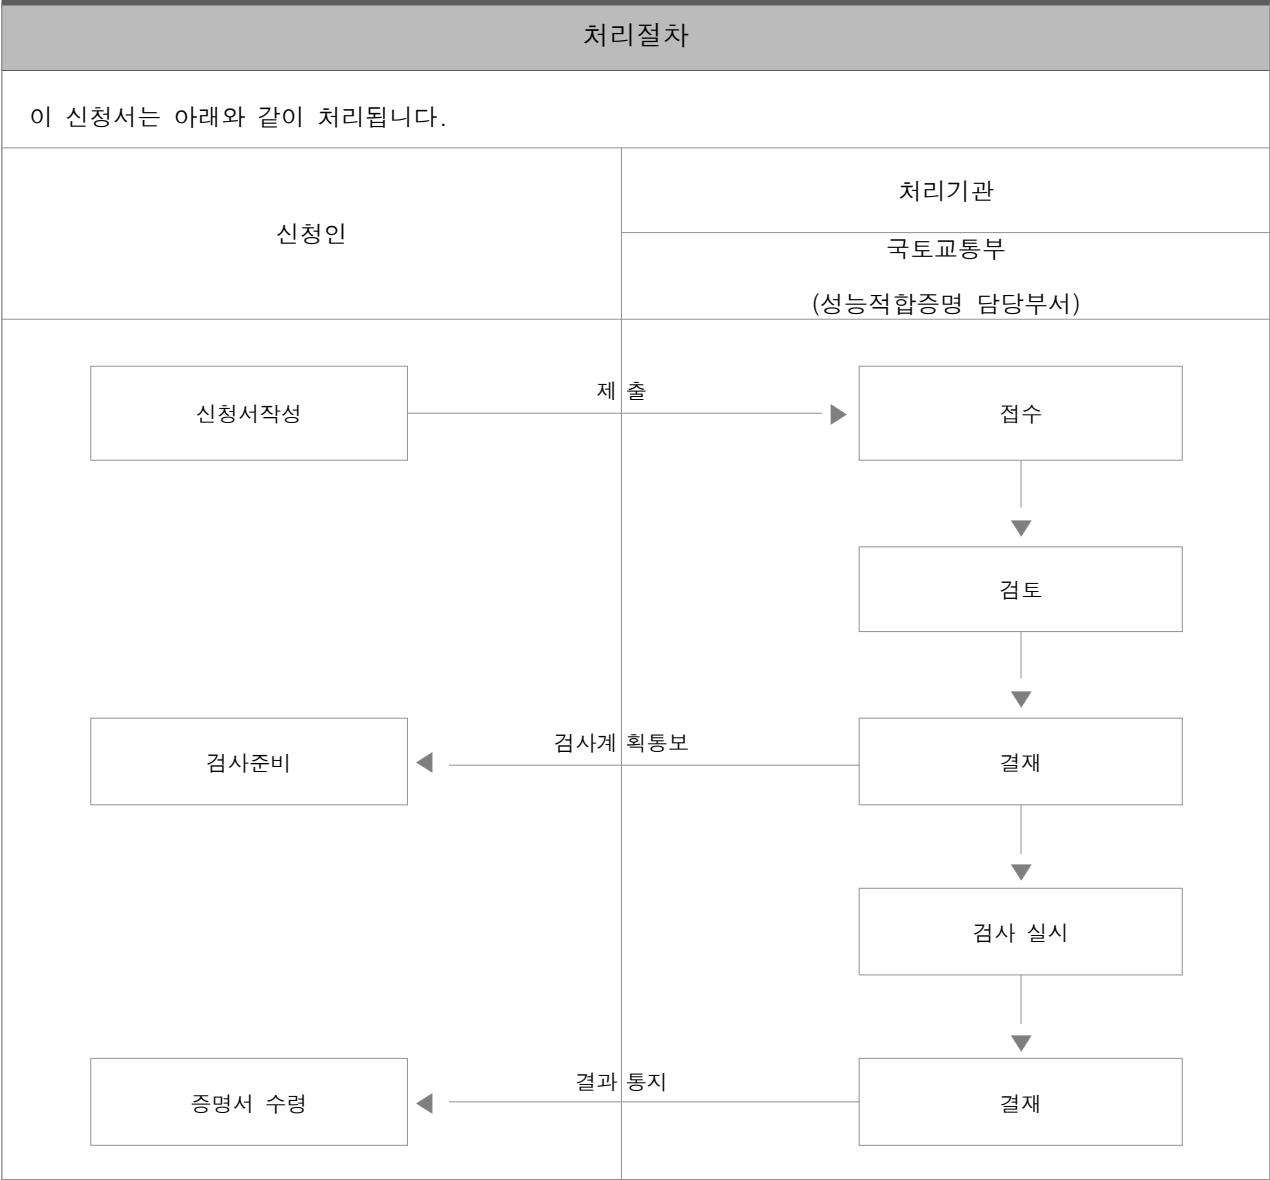 처리절차
이 신청서는 아래와 같이 처리됩니다.
신청인
처리기관
국토교통부
(성능적합증명 담당부서)
제 출
신청서작성
접수
검토
검사계 획통보
검사준비
결재
검사 실시
결과 통지
증명서 수령
결재